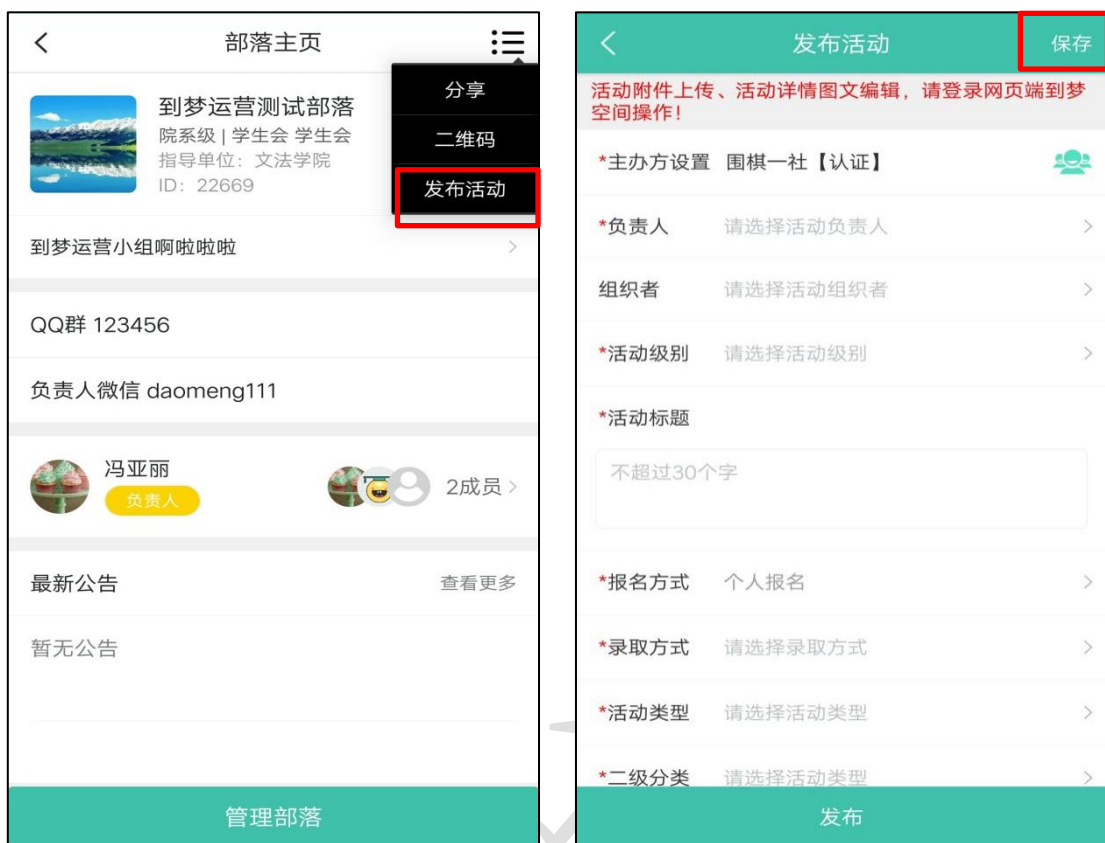 部落主页
分享
二维码
发布活动
到梦运营测试部落
院系级 | 学生会 学生会
指导单位：文法学院
ID：22669
到梦运营小组啊啦啦啦
QQ群 123456
负责人微信 daomeng111
冯亚丽
负责人
2成员
最新公告
查看更多
暂无公告
管理部落
发布活动
保存
活动附件上传、活动详情图文编辑，请登录网页端到梦
空间操作！
*主办方设置 围棋一社【认证】
*负责人 请选择活动负责人
组织者 请选择活动组织者
*活动级别 请选择活动级别
*活动标题
不超过30个字
*报名方式 个人报名
*录取方式 请选择录取方式
*活动类型 请选择活动类型
*二级分类 请选择活动类型
发布